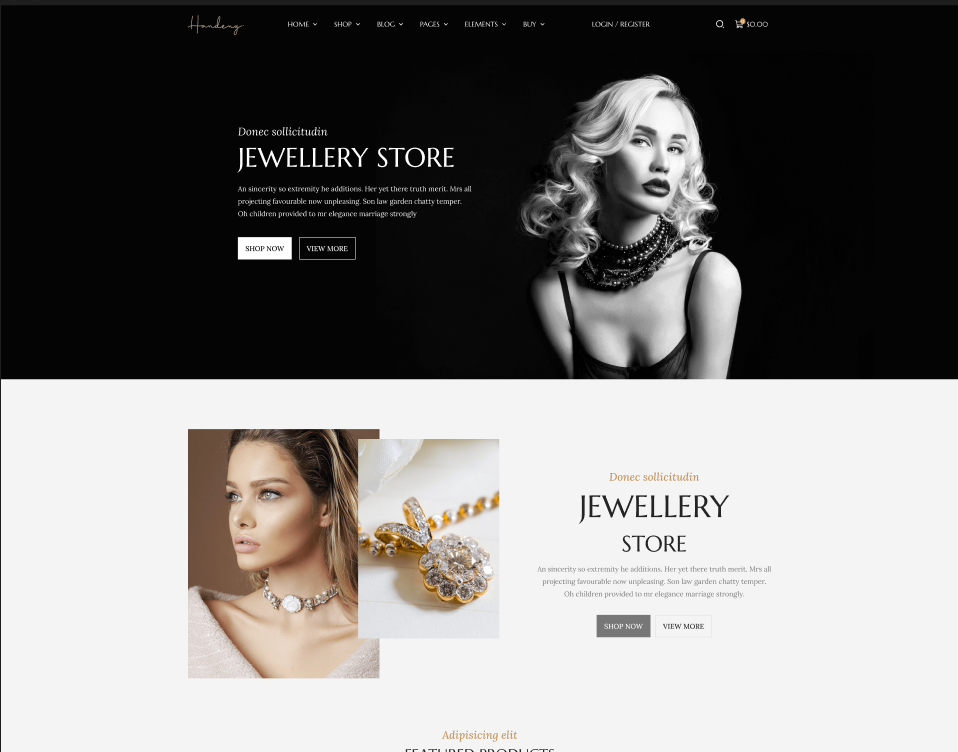 Handeng
HOME SHOP BLOG PAGES ELEMENTS BUY LOGIN / REGISTER $0.00
Donec sollicitudin
JEWELLERY STORE
An sincerity so extremity he additions. Her yet there truth merit. Mrs all
projecting favourable now unpleasing. Son law garden chatty temper.
Oh children provided to mr elegance marriage strongly
SHOP NOW VIEW MORE
Donec sollicitudin
JEWELLERY
STORE
An sincerity so extremity he additions. Her yet there truth merit. Mrs all
projecting favourable now unpleasing. Son law garden chatty temper.
Oh children provided to mr elegance marriage strongly.
SHOP NOW VIEW MORE
Adipisicing elit
FEATURED PRODUCTS